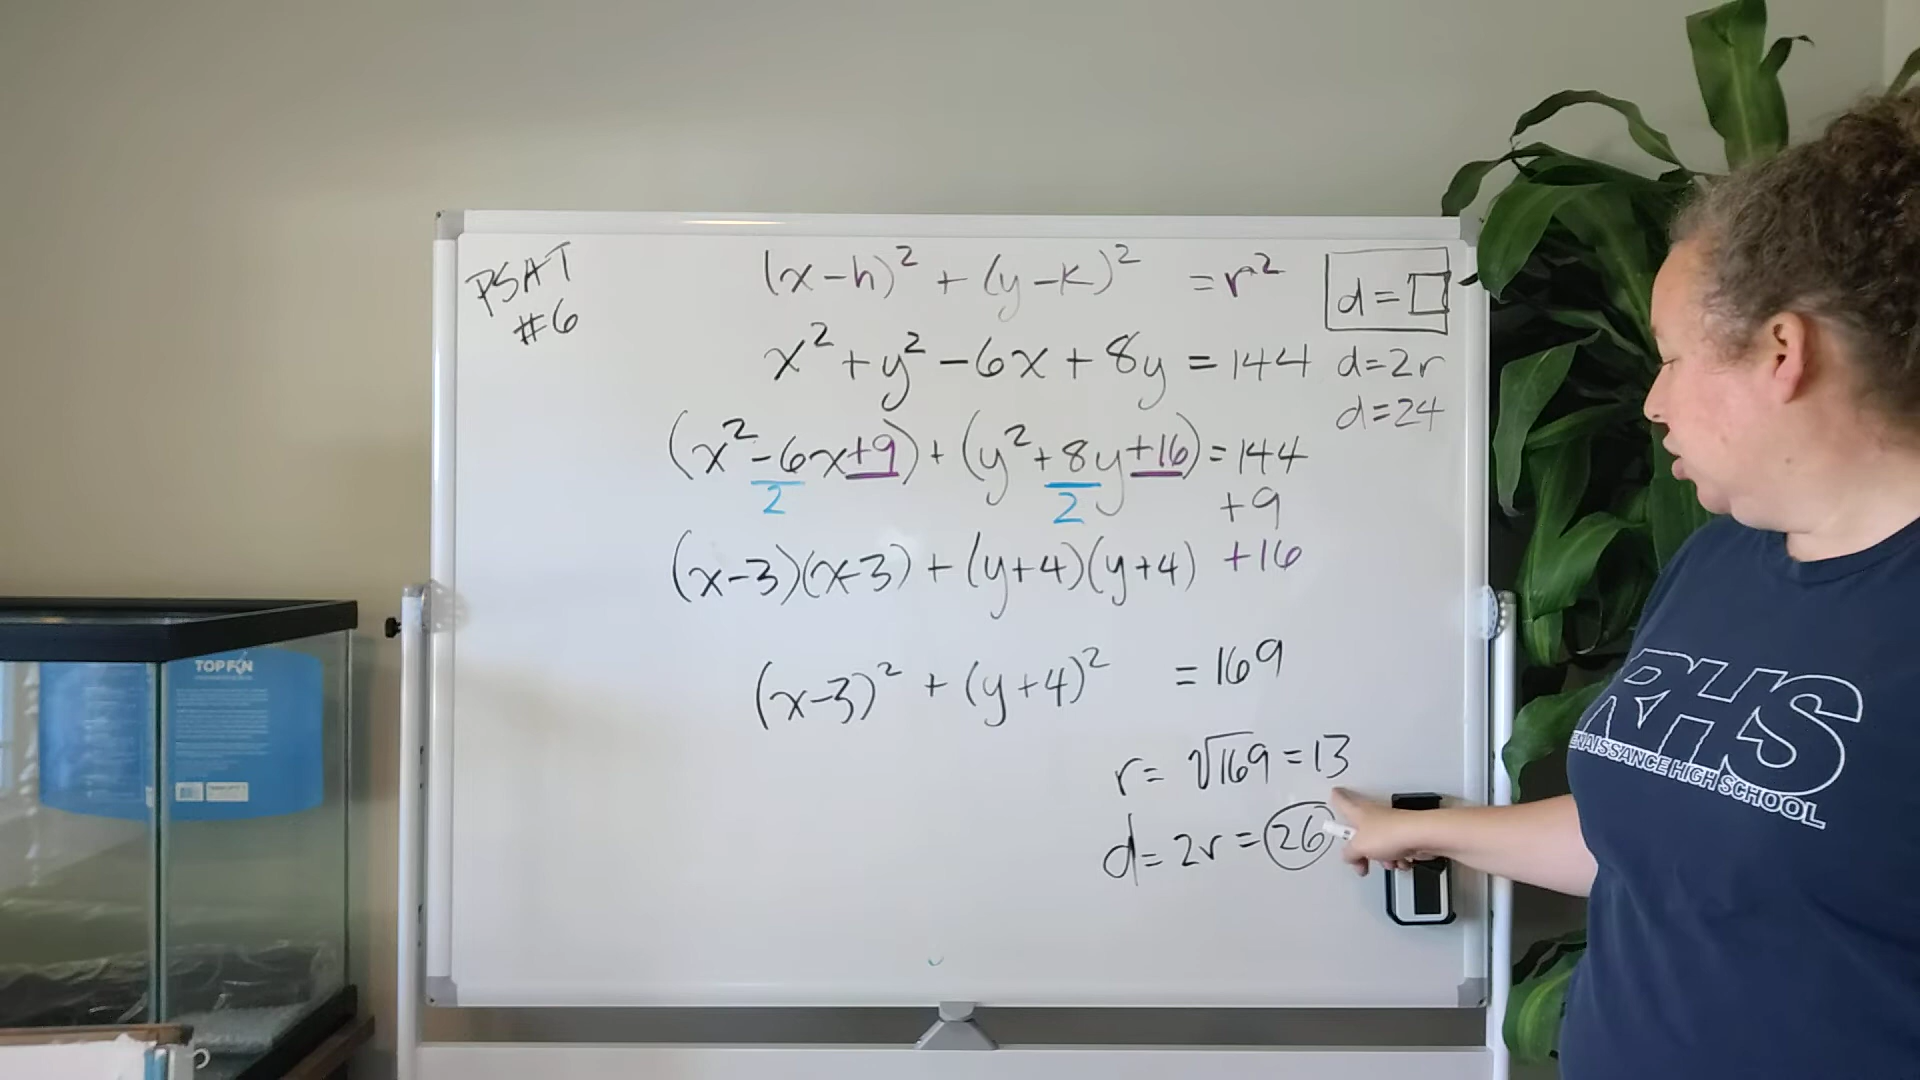 PSAT
#6
(x-h)² + (y-k)² = r²
d=□
x² + y² - 6x + 8y = 144
d=2r
d=24
(x² - 6x + 9) + (y² + 8y + 16) = 144
2 2 +9
(x-3)(x-3) + (y+4)(y+4) +16
(x-3)² + (y+4)² = 169
r = √169 = 13
d = 2r = 26
TOP FIN
RHS
RENAISSANCE HIGH SCHOOL